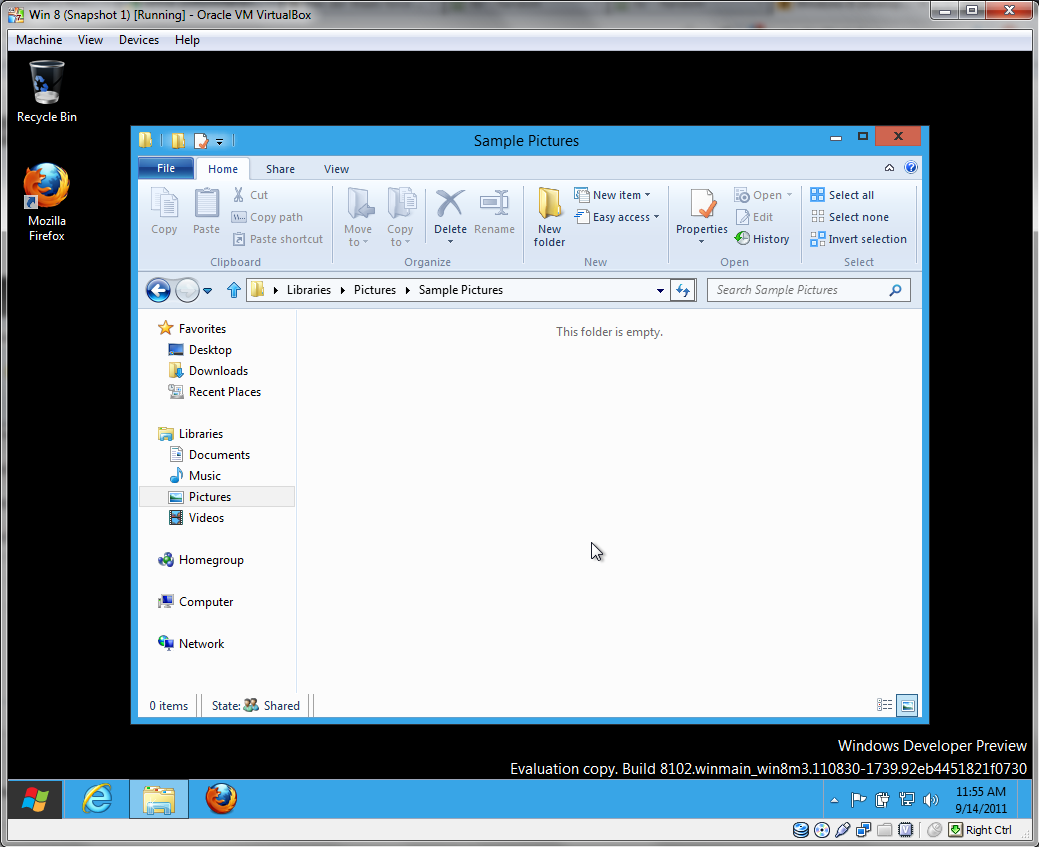 Win 8 (Snapshot 1) [Running] - Oracle VM VirtualBox
Machine View Devices Help
Recycle Bin
Mozilla
Firefox
Sample Pictures
File Home Share View
Copy
Paste
Cut
Copy path
Paste shortcut
Clipboard
Move
to
Copy
to
Delete
Rename
Organize
New
folder
New item
Easy access
New
Properties
Open
Edit
History
Open
Select all
Select none
Invert selection
Select
Libraries Pictures Sample Pictures
Search Sample Pictures
Favorites
Desktop
Downloads
Recent Places
Libraries
Documents
Music
Pictures
Videos
Homegroup
Computer
Network
This folder is empty.
0 items State: Shared
Windows Developer Preview
Evaluation copy. Build 8102.winmain_win8m3.110830-1739.92eb4451821f0730
11:55 AM
9/14/2011
Right Ctrl